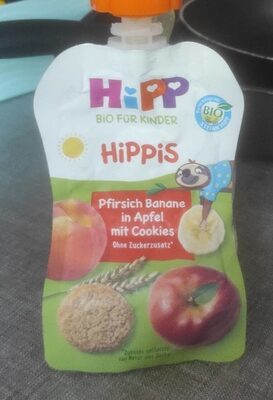 HiPP
BIO FÜR KINDER
BIO
HiPPiS
Pfirsich Banane
in Apfel
mit Cookies
Ohne Zuckerzusatz*